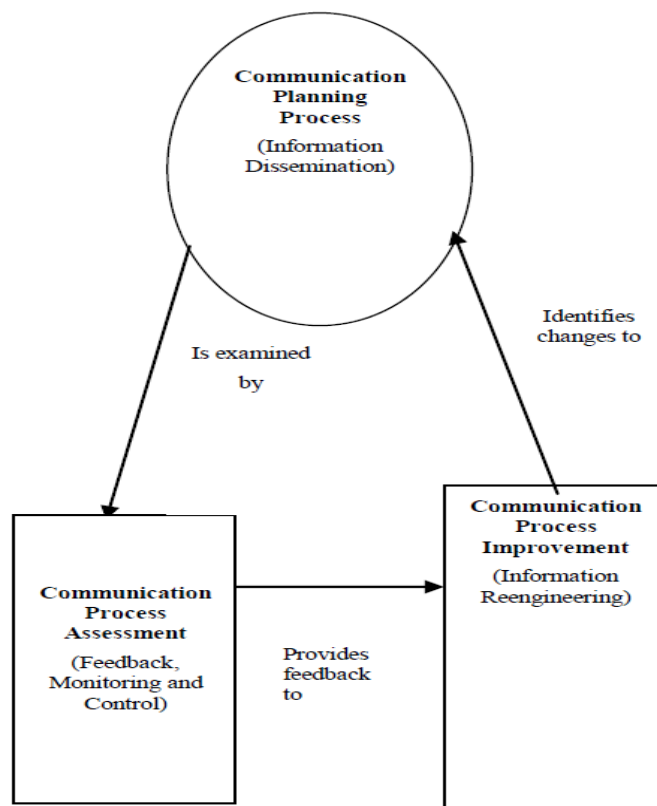 Communication
Planning
Process
(Information
Dissemination)
Identifies
changes to
Is examined
by
Communication
Process
Improvement
(Information
Reengineering)
Communication
Process
Assessment
(Feedback,
Monitoring and
Control)
Provides
feedback
to